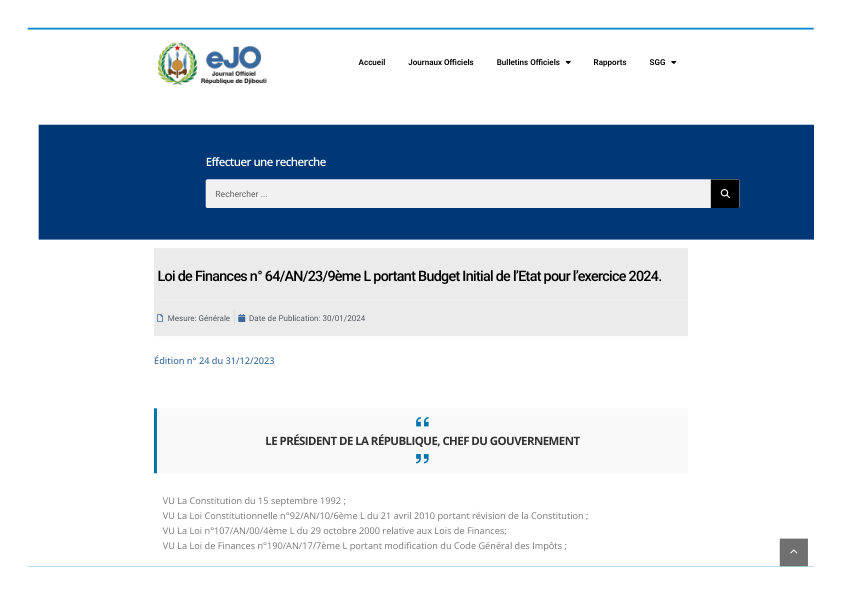 eJO
Journal Officiel
République de Djibouti
Accueil
Journaux Officiels
Bulletins Officiels
Rapports
SGG
Effectuer une recherche
Rechercher ...
Loi de Finances n° 64/AN/23/9ème L portant Budget Initial de l’Etat pour l’exercice 2024.
Mesure: Générale
Date de Publication: 30/01/2024
Édition n° 24 du 31/12/2023
“
LE PRÉSIDENT DE LA RÉPUBLIQUE, CHEF DU GOUVERNEMENT
”
VU La Constitution du 15 septembre 1992 ;
VU La Loi Constitutionnelle n°92/AN/10/6ème L du 21 avril 2010 portant révision de la Constitution ;
VU La Loi n°107/AN/00/4ème L du 29 octobre 2000 relative aux Lois de Finances;
VU La Loi de Finances n°190/AN/17/7ème L portant modification du Code Général des Impôts ;